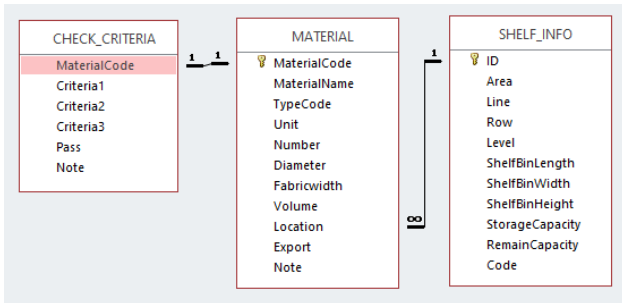 CHECK_CRITERIA
MaterialCode
Criteria1
Criteria2
Criteria3
Pass
Note
1 1
MATERIAL
MaterialCode
MaterialName
TypeCode
Unit
Number
Diameter
Fabricwidth
Volume
Location
Export
Note
1
∞
SHELF_INFO
ID
Area
Line
Row
Level
ShelfBinLength
ShelfBinWidth
ShelfBinHeight
StorageCapacity
RemainCapacity
Code